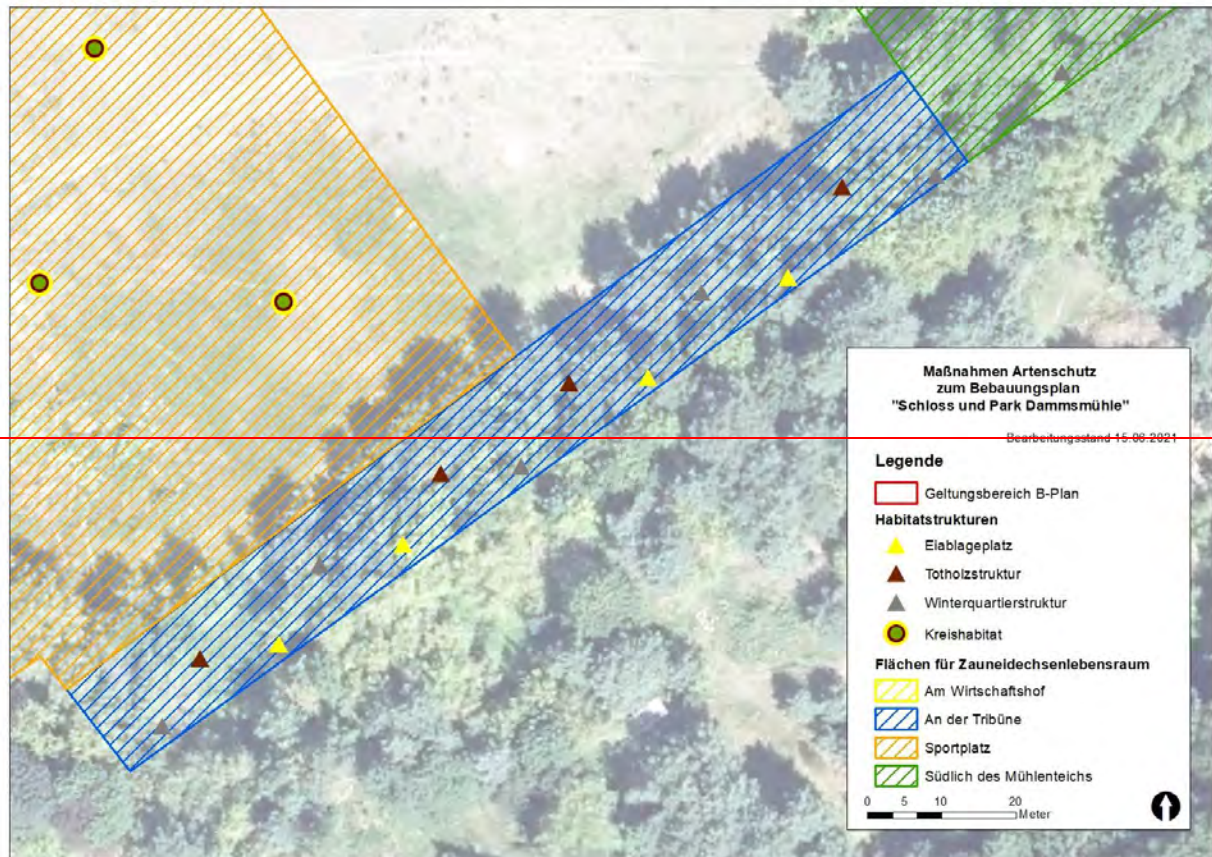 Maßnahmen Artenschutz
zum Bebauungsplan
"Schloss und Park Dammsmühle"
Bearbeitungsstand 15.06.2021
Legende
Geltungsbereich B-Plan
Habitatstrukturen
Eiablageplatz
Totholzstruktur
Winterquartierstruktur
Kreishabitat
Flächen für Zauneidechsenlebensraum
Am Wirtschaftshof
An der Tribüne
Sportplatz
Südlich des Mühlenteichs
0 5 10 20
Meter